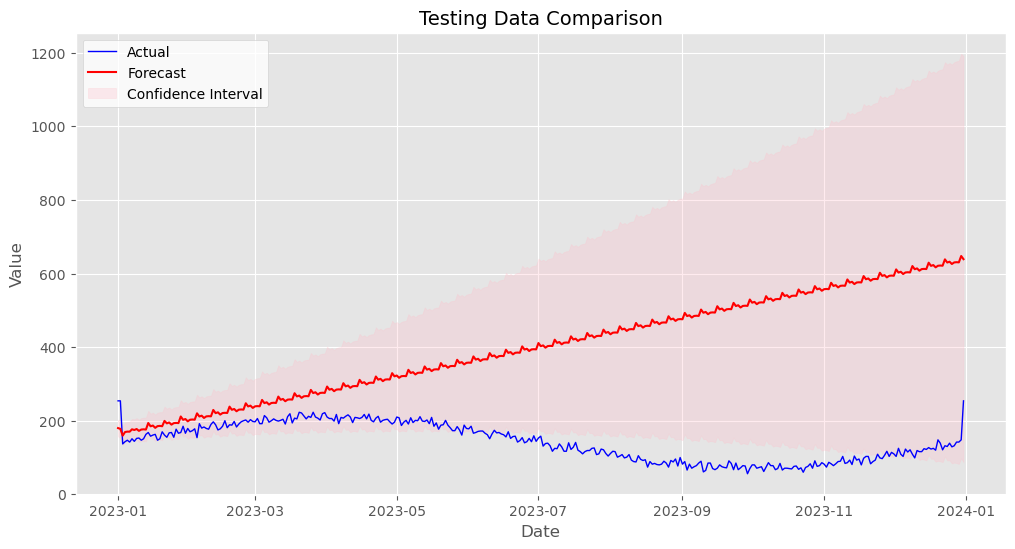 Testing Data Comparison
Actual
Forecast
Confidence Interval
1200
1000
800
600
400
200
0
Value
2023-01 2023-03 2023-05 2023-07 2023-09 2023-11 2024-01
Date